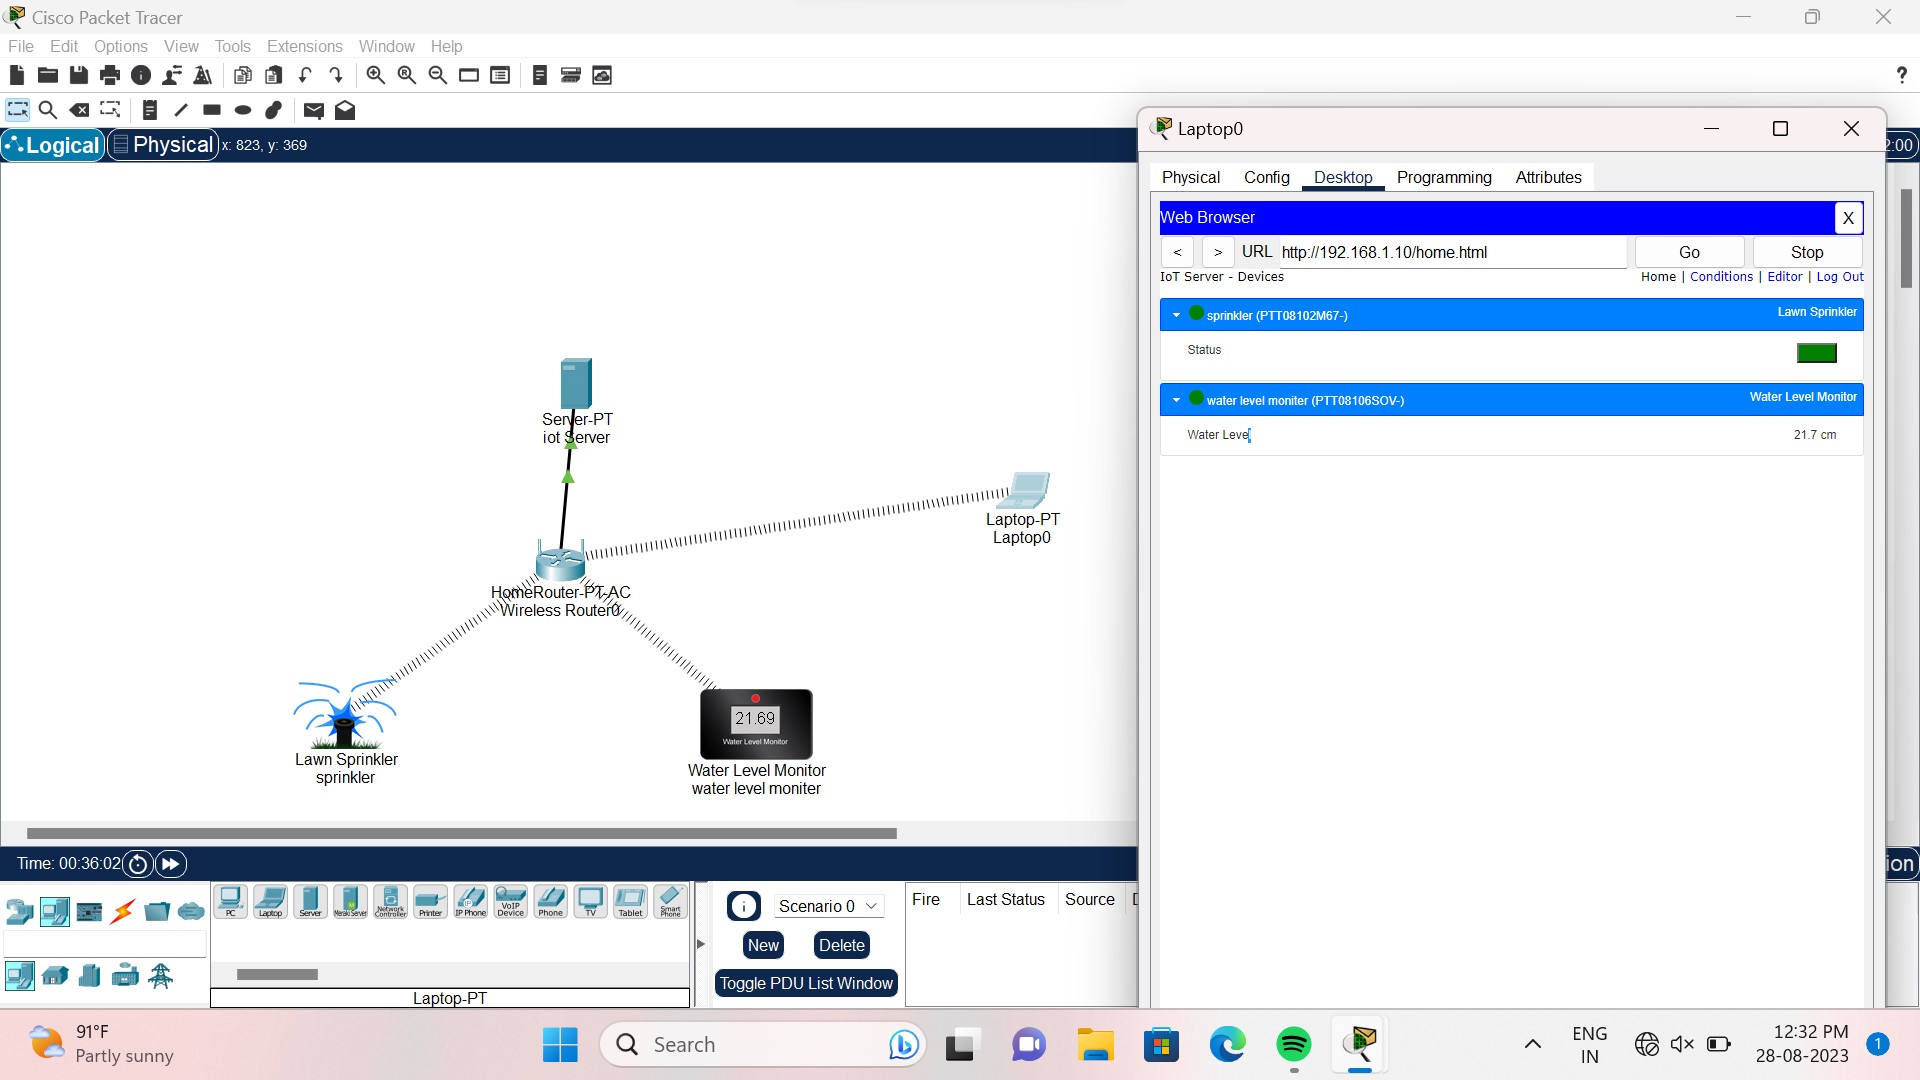 Cisco Packet Tracer
File Edit Options View Tools Extensions Window Help
?
Logical Physical x: 823, y: 369
2:00
Server-PT
iot Server
Laptop-PT
Laptop0
HomeRouter-PT-AC
Wireless Router0
Lawn Sprinkler
sprinkler
21.69
Water Level Monitor
Water Level Monitor
water level moniter
Laptop0
Physical Config Desktop Programming Attributes
Web Browser X
< > URL http://192.168.1.10/home.html Go Stop
IoT Server - Devices Home | Conditions | Editor | Log Out
sprinkler (PTT08102M67-) Lawn Sprinkler
Status
water level moniter (PTT08106SOV-) Water Level Monitor
Water Level 21.7 cm
Time: 00:36:02
ion
PC Laptop Server Meraki Server Network Controller Printer IP Phone VoIP Device Phone TV Tablet Smart Phone
Laptop-PT
Scenario 0
New Delete
Toggle PDU List Window
Fire Last Status Source D
91°F
Partly sunny
Search
ENG
IN
12:32 PM
28-08-2023
1